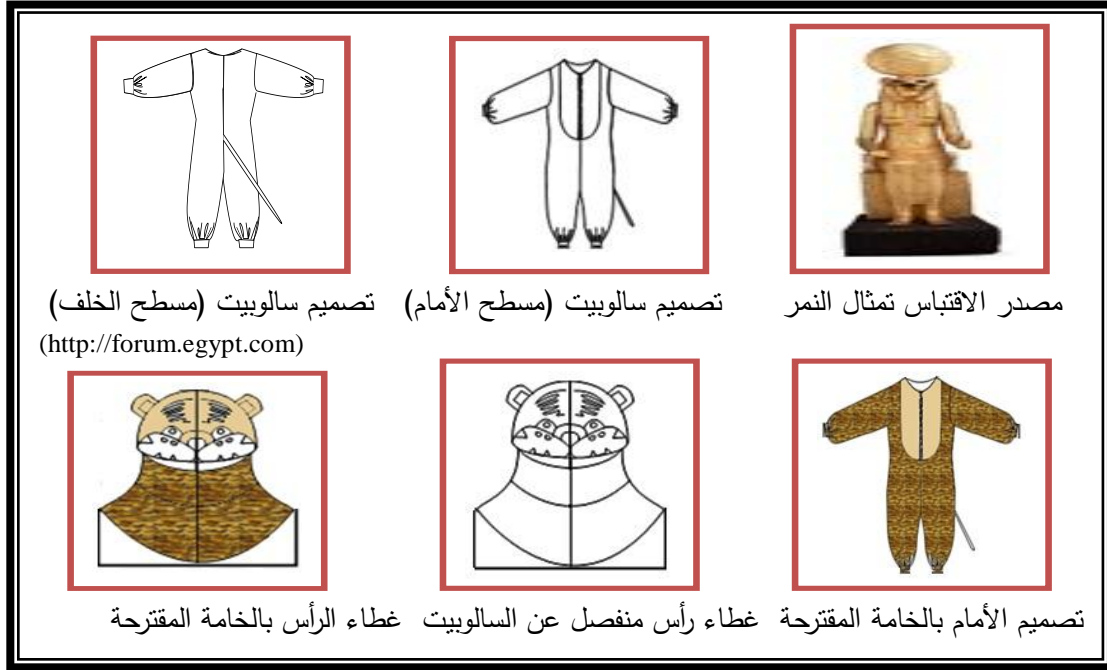 مصدر الاقتباس تمثال النمر
تصميم سالوبيت (مسطح الأمام)
تصميم سالوبيت (مسطح الخلف)
(http://forum.egypt.com)
تصميم الأمام بالخامة المقترحة
غطاء رأس منفصل عن السالوبيت
غطاء الرأس بالخامة المقترحة